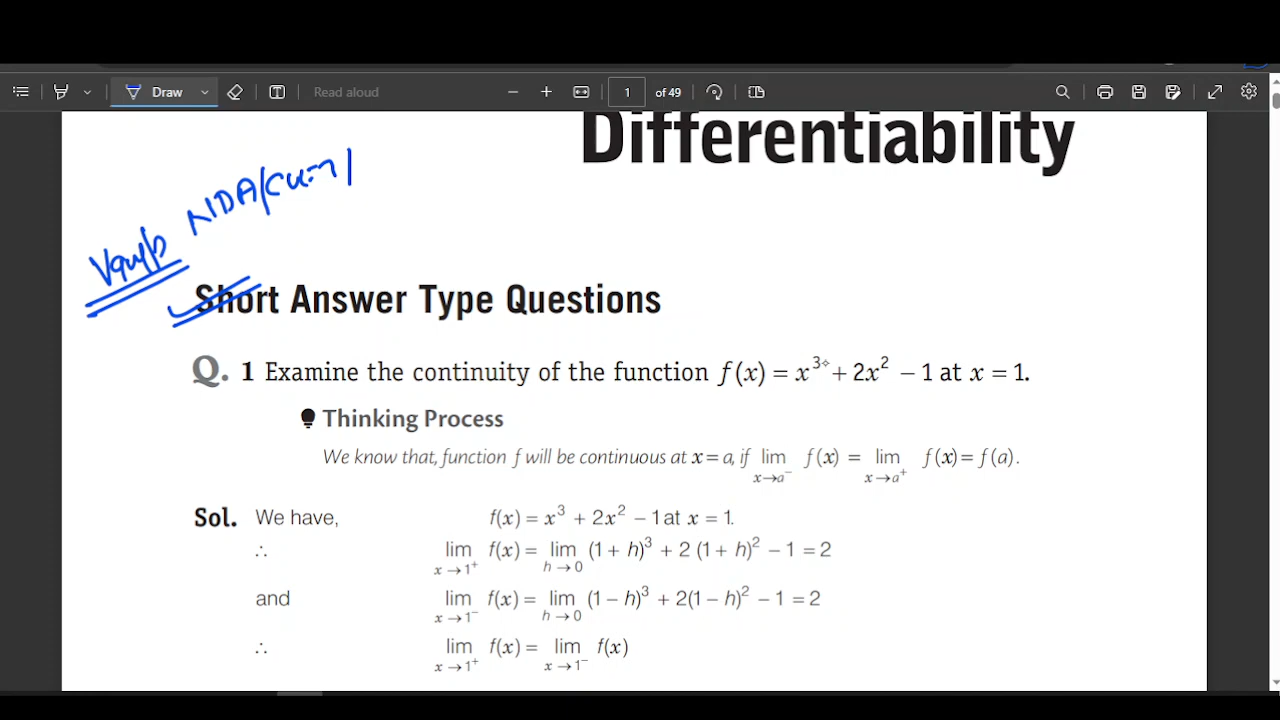 Draw
Read aloud
1 of 49
Differentiability
NDA/
Short Answer Type Questions
Q. 1 Examine the continuity of the function f(x) = x³ + 2x² − 1 at x = 1.
Thinking Process
We know that, function f will be continuous at x = a, if lim x→a⁻ f(x) = lim x→a⁺ f(x) = f(a).
Sol. We have, f(x) = x³ + 2x² − 1 at x = 1.
∴ lim x→1⁺ f(x) = lim h→0 (1 + h)³ + 2 (1 + h)² − 1 = 2
and lim x→1⁻ f(x) = lim h→0 (1 − h)³ + 2(1 − h)² − 1 = 2
∴ lim x→1⁺ f(x) = lim x→1⁻ f(x)